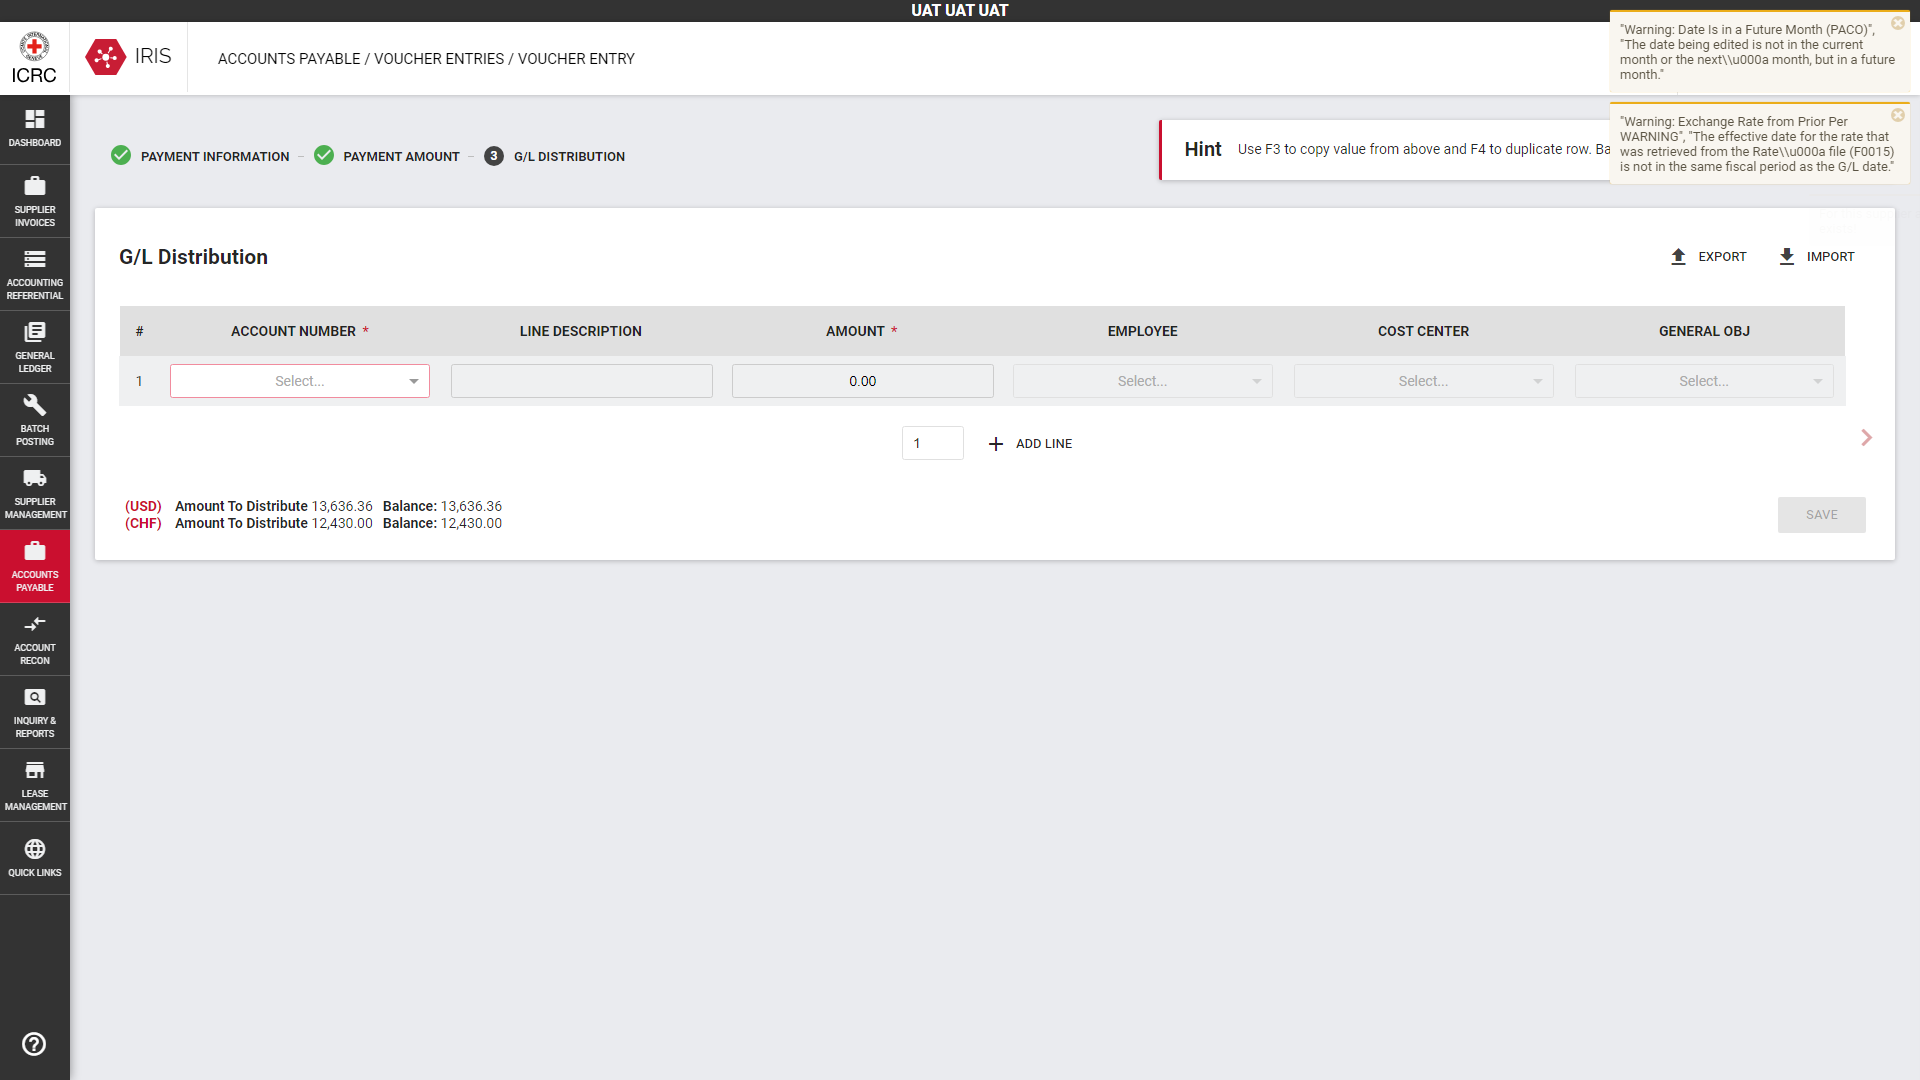 UAT UAT UAT
ICRC
IRIS
ACCOUNTS PAYABLE / VOUCHER ENTRIES / VOUCHER ENTRY
"Warning: Date Is in a Future Month (PACO)",
"The date being edited is not in the current
month or the next\\u000a month, but in a future
month."
"Warning: Exchange Rate from Prior Per
WARNING", "The effective date for the rate that
was retrieved from the Rate\\u000a file (F0015)
is not in the same fiscal period as the G/L date."
PAYMENT INFORMATION
PAYMENT AMOUNT
3 G/L DISTRIBUTION
Hint Use F3 to copy value from above and F4 to duplicate row. Ba
DASHBOARD
SUPPLIER
INVOICES
ACCOUNTING
REFERENTIAL
GENERAL
LEDGER
BATCH
POSTING
SUPPLIER
MANAGEMENT
ACCOUNTS
PAYABLE
ACCOUNT
RECON
INQUIRY &
REPORTS
LEASE
MANAGEMENT
QUICK LINKS
G/L Distribution
EXPORT
IMPORT
# ACCOUNT NUMBER * LINE DESCRIPTION AMOUNT * EMPLOYEE COST CENTER GENERAL OBJ
1 Select... 0.00 Select... Select... Select...
1 ADD LINE
(USD) Amount To Distribute 13,636.36 Balance: 13,636.36
(CHF) Amount To Distribute 12,430.00 Balance: 12,430.00
SAVE